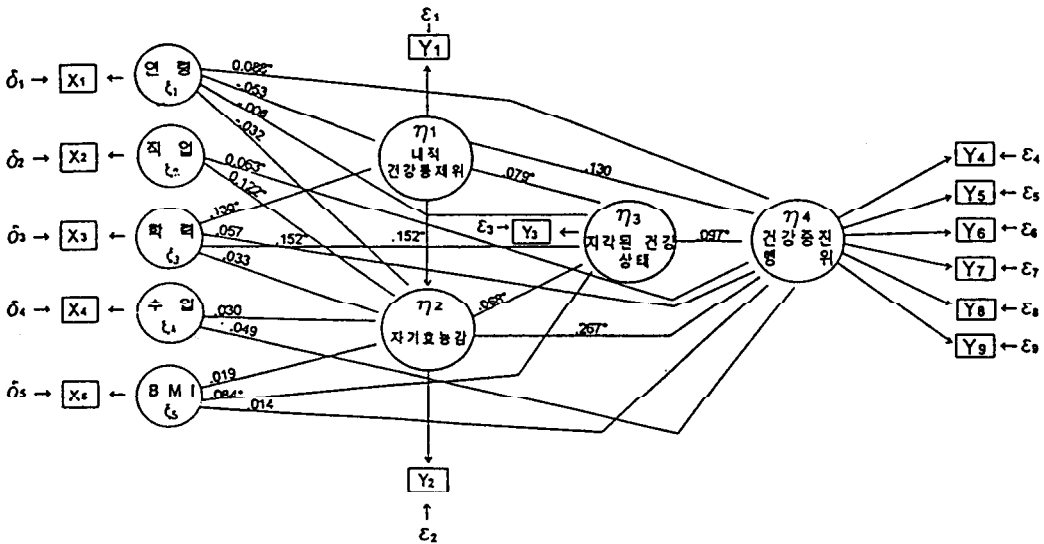 ε₁
Y₁
δ₁ → X₁ ← 연 령
ξ₁
0.088*
-.053
-.004
-.032
η1
내적
건강통제위
δ₂ → X₂ ← 직 업
0.063*
0.122*
.079*
.130
δ₃ → X₃ ← 학 력
ξ₃
.139*
.057
.033
.152*
.152*
ε₃ → Y₃ ←
η3
지각된 건강
상태
.097*
η4
건강증진
행 위
Y₄ ← ε₄
Y₅ ← ε₅
Y₆ ← ε₆
Y₇ ← ε₇
Y₈ ← ε₈
Y₉ ← ε₉
δ₄ → X₄ ← 수 입
ξ₄
.030
-.049
η2
자기효능감
.058*
.267*
BMI
ξ₅
.019
.084*
.014
Y₂
ε₂